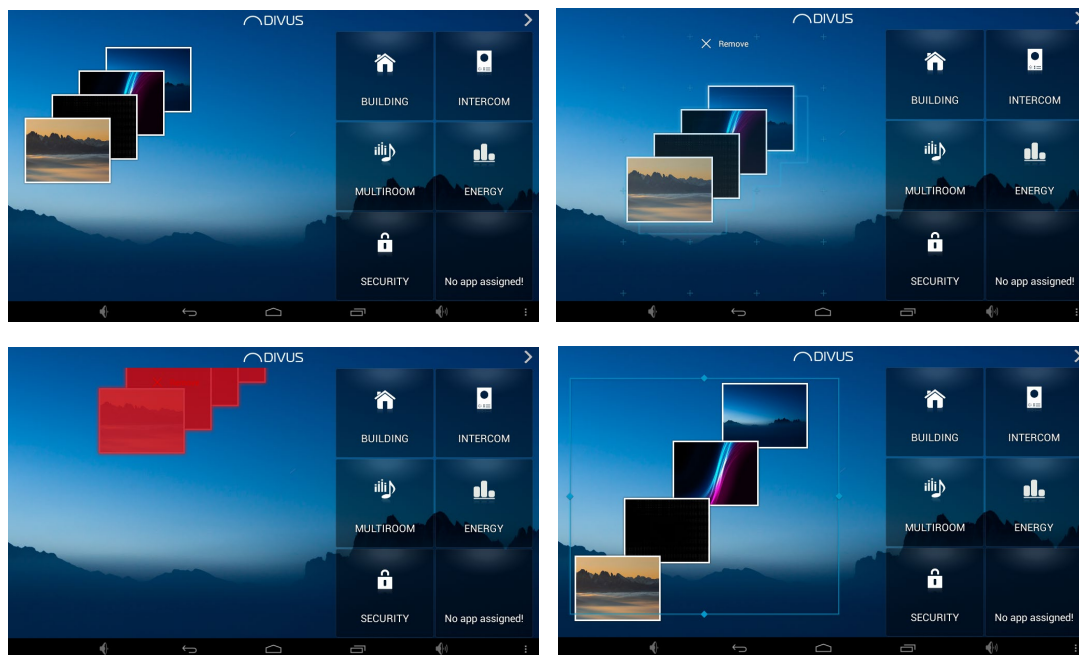 DIVUS
BUILDING
INTERCOM
MULTIROOM
ENERGY
SECURITY
No app assigned!
DIVUS
Remove
BUILDING
INTERCOM
MULTIROOM
ENERGY
SECURITY
No app assigned!
DIVUS
BUILDING
INTERCOM
MULTIROOM
ENERGY
SECURITY
No app assigned!
DIVUS
BUILDING
INTERCOM
MULTIROOM
ENERGY
SECURITY
No app assigned!